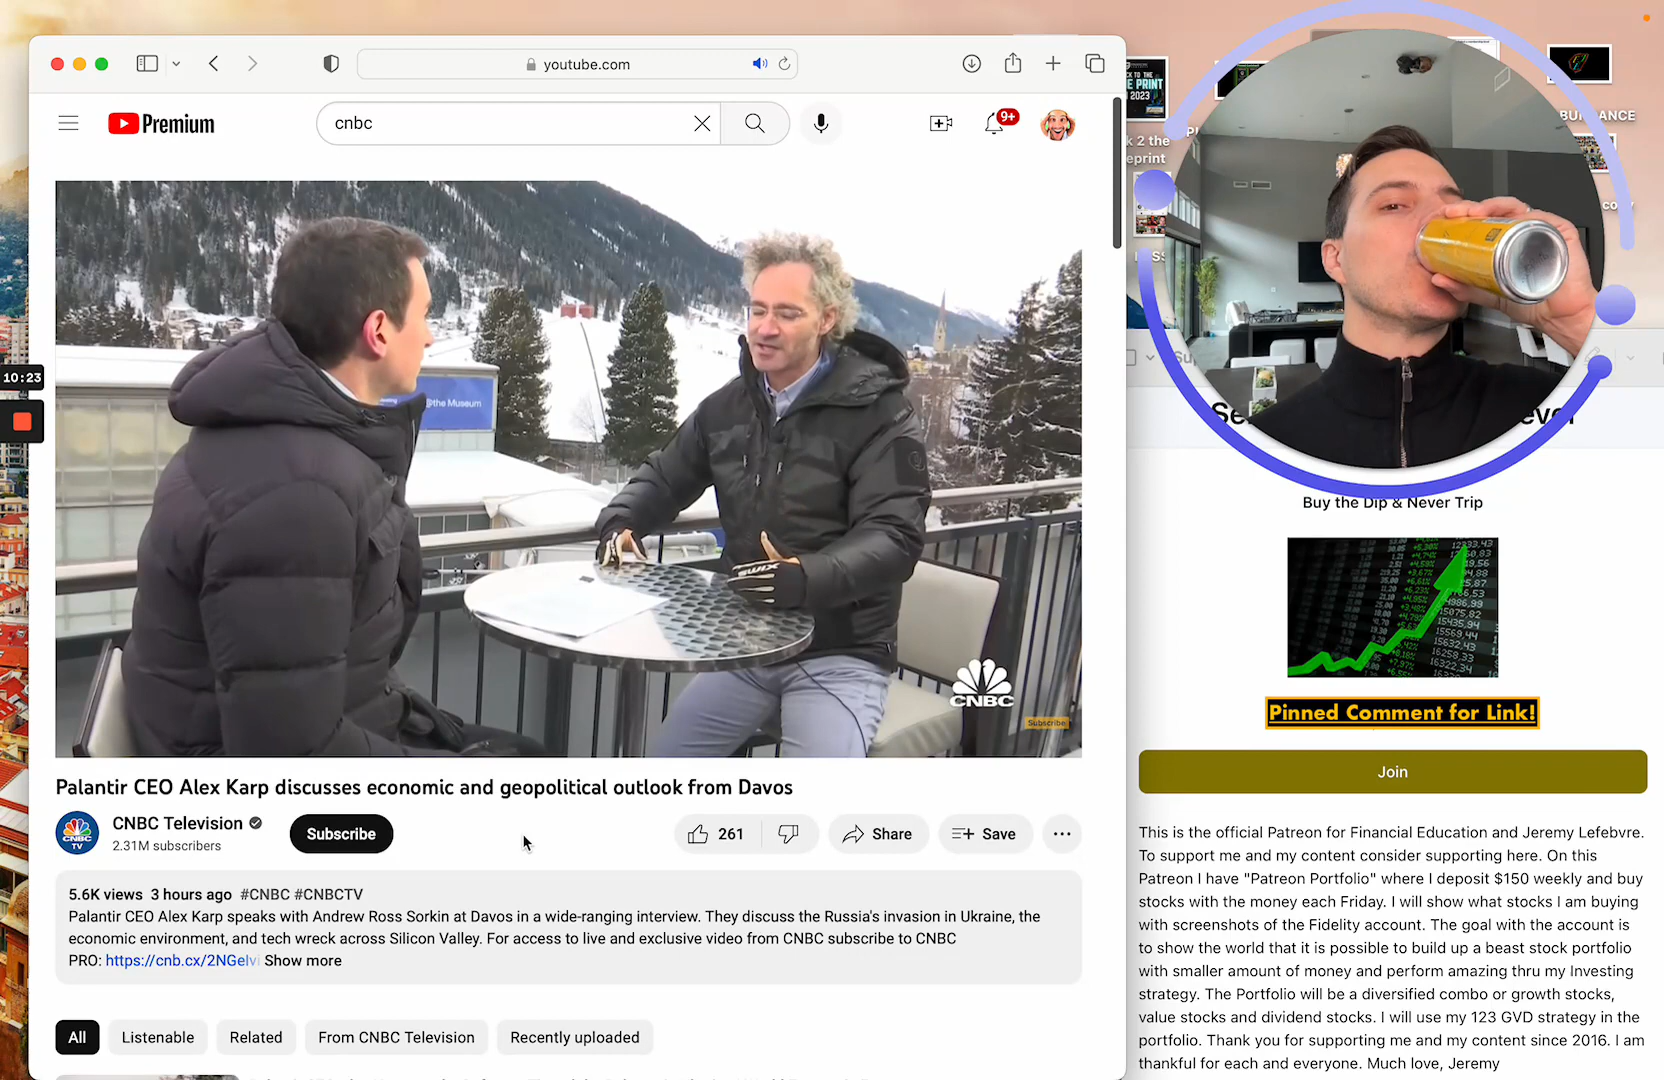 youtube.com
Premium
cnbc
9+
10:23
@the Museum
SWIX
CNBC
Subscribe
Palantir CEO Alex Karp discusses economic and geopolitical outlook from Davos
CNBC
TV
CNBC Television
2.31M subscribers
Subscribe
261
Share
Save
5.6K views 3 hours ago #CNBC #CNBCTV
Palantir CEO Alex Karp speaks with Andrew Ross Sorkin at Davos in a wide-ranging interview. They discuss the Russia's invasion in Ukraine, the
economic environment, and tech wreck across Silicon Valley. For access to live and exclusive video from CNBC subscribe to CNBC
PRO: https://cnb.cx/2NGelvi Show more
All
Listenable
Related
From CNBC Television
Recently uploaded
Buy the Dip & Never Trip
Pinned Comment for Link!
Join
This is the official Patreon for Financial Education and Jeremy Lefebvre.
To support me and my content consider supporting here. On this
Patreon I have "Patreon Portfolio" where I deposit $150 weekly and buy
stocks with the money each Friday. I will show what stocks I am buying
with screenshots of the Fidelity account. The goal with the account is
to show the world that it is possible to build up a beast stock portfolio
with smaller amount of money and perform amazing thru my Investing
strategy. The Portfolio will be a diversified combo or growth stocks,
value stocks and dividend stocks. I will use my 123 GVD strategy in the
portfolio. Thank you for supporting me and my content since 2016. I am
thankful for each and everyone. Much love, Jeremy